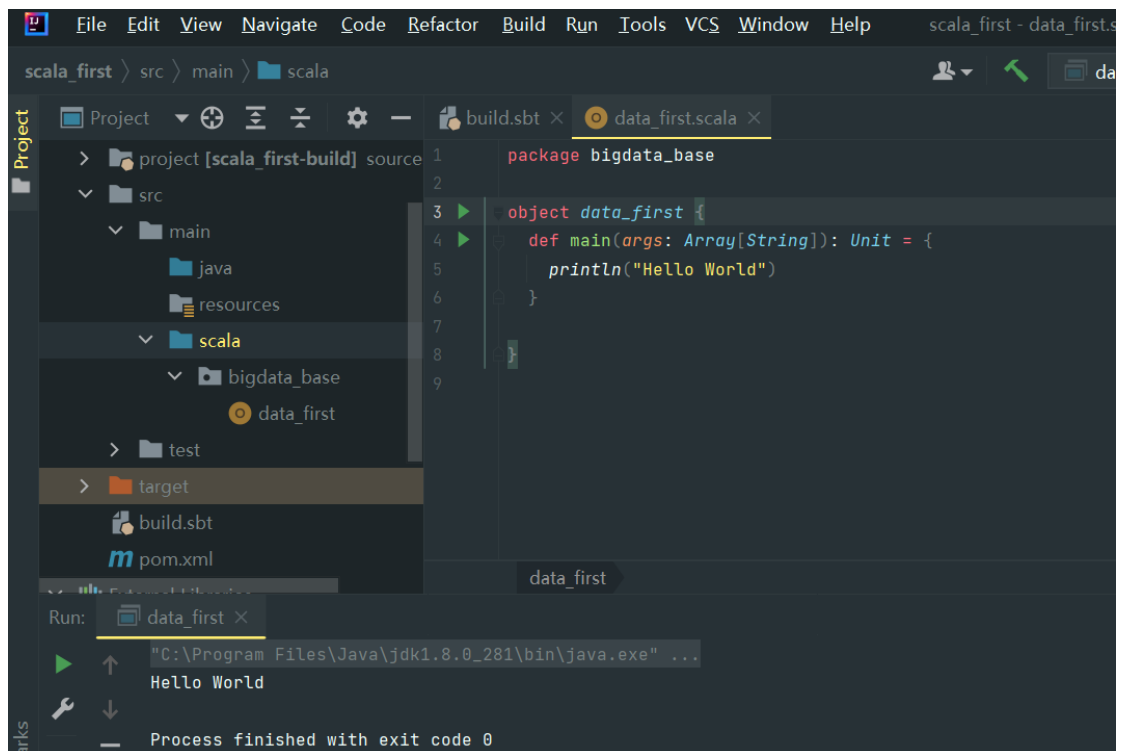 File Edit View Navigate Code Refactor Build Run Tools VCS Window Help scala_first - data_first.s
scala_first 〉 src 〉 main 〉 scala da
Project
Project
build.sbt data_first.scala
project [scala_first-build] source
src
main
java
resources
scala
bigdata_base
data_first
test
target
build.sbt
pom.xml
External Libraries
1 package bigdata_base
2
3 object data_first {
4 def main(args: Array[String]): Unit = {
5 println("Hello World")
6 }
7
8 }
9
data_first
Run: data_first
"C:\Program Files\Java\jdk1.8.0_281\bin\java.exe" ...
Hello World
Process finished with exit code 0